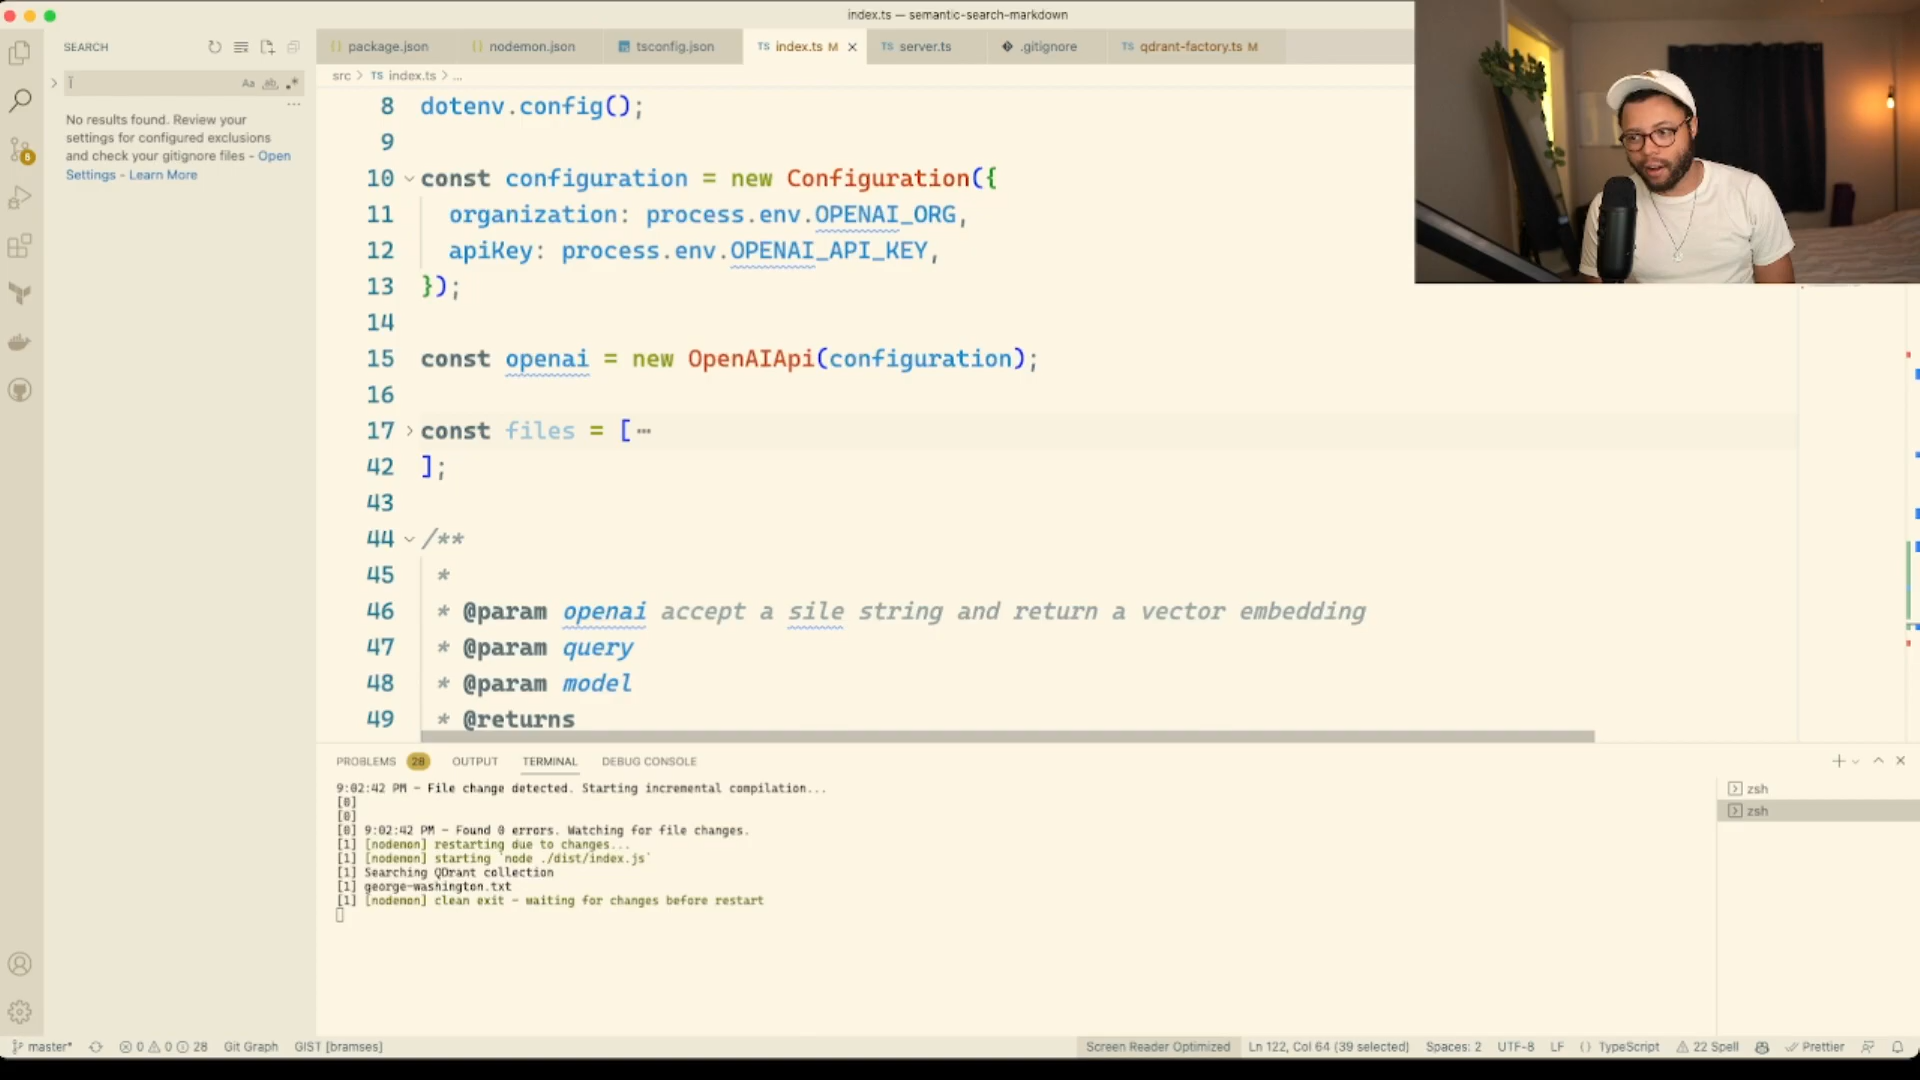 index.ts — semantic-search-markdown
SEARCH
package.json
nodemon.json
tsconfig.json
TS index.ts M
TS server.ts
.gitignore
TS qdrant-factory.ts M
src > TS index.ts > ...
No results found. Review your
settings for configured exclusions
and check your gitignore files - Open
Settings - Learn More
6
8 dotenv.config();
9
10 const configuration = new Configuration({
11 organization: process.env.OPENAI_ORG,
12 apiKey: process.env.OPENAI_API_KEY,
13 });
14
15 const openai = new OpenAIApi(configuration);
16
17 const files = [⋯
42 ];
43
44 /**
45 *
46 * @param openai accept a sile string and return a vector embedding
47 * @param query
48 * @param model
49 * @returns
PROBLEMS 28 OUTPUT TERMINAL DEBUG CONSOLE
9:02:42 PM - File change detected. Starting incremental compilation...
[0]
[0]
[0] 9:02:42 PM - Found 0 errors. Watching for file changes.
[1] [nodemon] restarting due to changes...
[1] [nodemon] starting `node ./dist/index.js`
[1] Searching QDrant collection
[1] george-washington.txt
[1] [nodemon] clean exit - waiting for changes before restart
zsh
zsh
master* 0 0 28 Git Graph GIST [bramses] Screen Reader Optimized Ln 122, Col 64 (39 selected) Spaces: 2 UTF-8 LF TypeScript 22 Spell Prettier